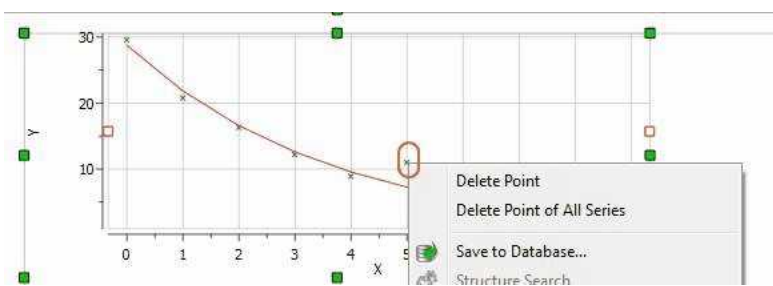 30
20
Y
10
0 1 2 3 4 5
X
Delete Point
Delete Point of All Series
Save to Database...
Structure Search